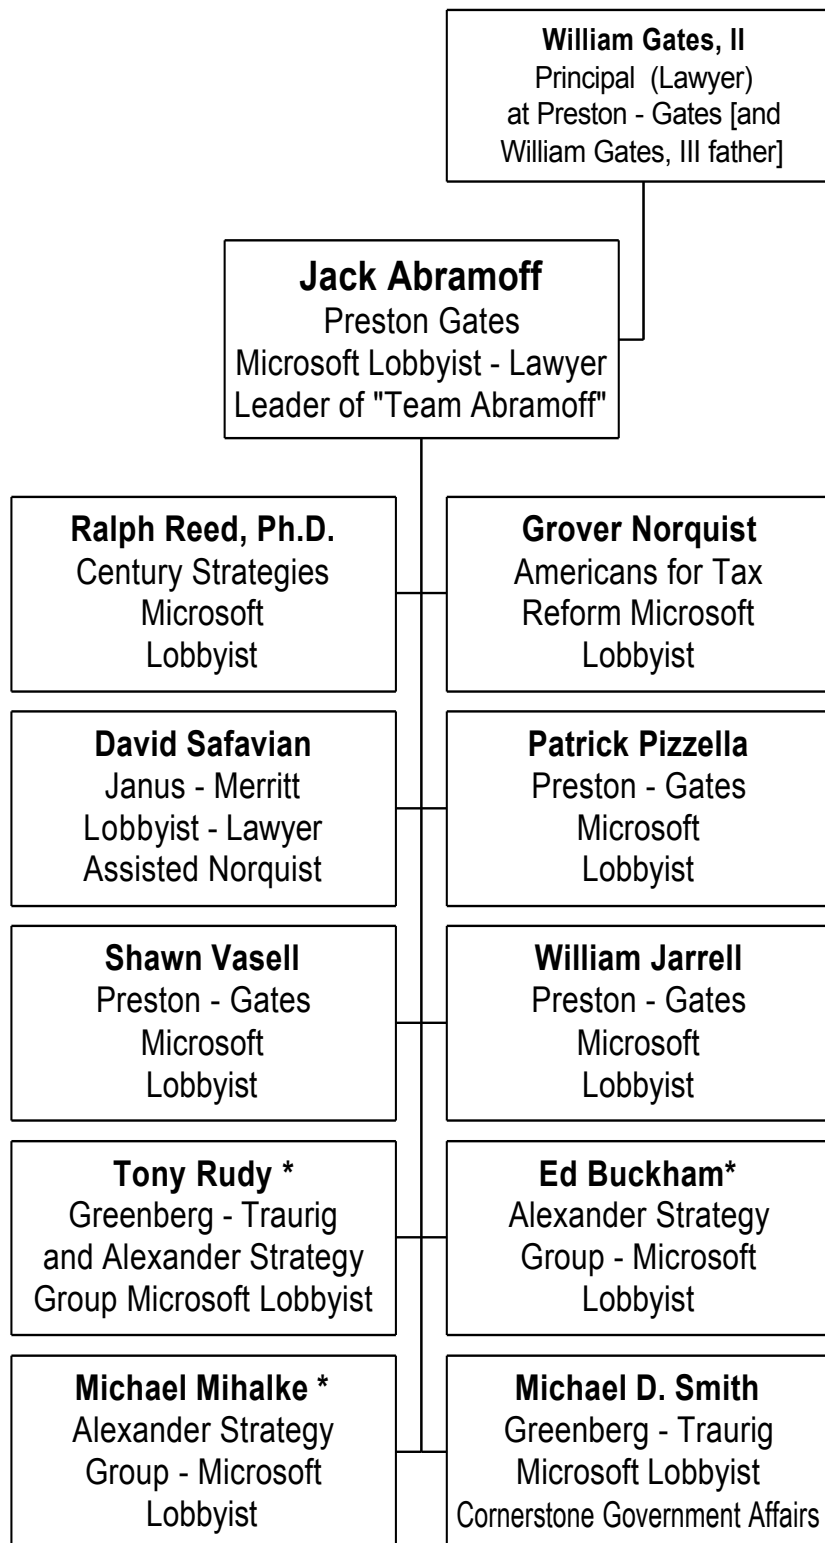 William Gates, II
Principal (Lawyer)
at Preston - Gates [and
William Gates, III father]
Jack Abramoff
Preston Gates
Microsoft Lobbyist - Lawyer
Leader of "Team Abramoff"
Ralph Reed, Ph.D.
Century Strategies
Microsoft
Lobbyist
Grover Norquist
Americans for Tax
Reform Microsoft
Lobbyist
David Safavian
Janus - Merritt
Lobbyist - Lawyer
Assisted Norquist
Patrick Pizzella
Preston - Gates
Microsoft
Lobbyist
Shawn Vasell
Preston - Gates
Microsoft
Lobbyist
William Jarrell
Preston - Gates
Microsoft
Lobbyist
Tony Rudy *
Greenberg - Traurig
and Alexander Strategy
Group Microsoft Lobbyist
Ed Buckham*
Alexander Strategy
Group - Microsoft
Lobbyist
Michael Mihalke *
Alexander Strategy
Group - Microsoft
Lobbyist
Michael D. Smith
Greenberg - Traurig
Microsoft Lobbyist
Cornerstone Government Affairs